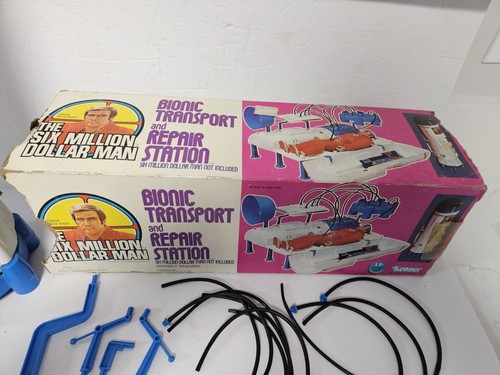 THE
SIX MILLION
DOLLAR MAN
BIONIC
TRANSPORT
and
REPAIR
STATION
SIX MILLION DOLLAR MAN NOT INCLUDED
THE
SIX MILLION
DOLLAR MAN
BIONIC
TRANSPORT
and
REPAIR
STATION
SIX MILLION DOLLAR MAN NOT INCLUDED
Kenner